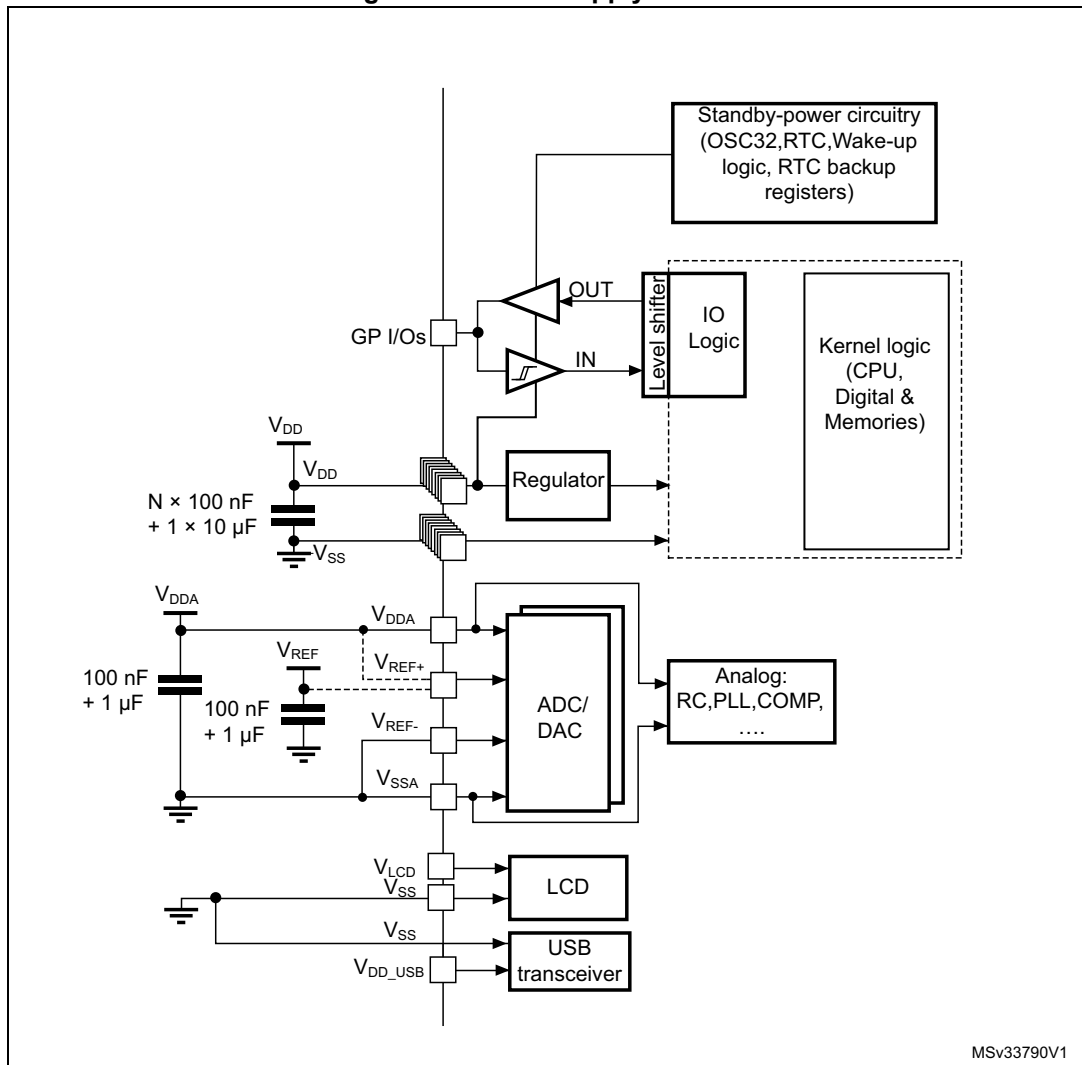 Standby-power circuitry
(OSC32,RTC,Wake-up
logic, RTC backup
registers)
OUT
GP I/Os
IN
Level shifter
IO
Logic
Kernel logic
(CPU,
Digital &
Memories)
VDD
VDD
Regulator
N × 100 nF
+ 1 × 10 µF
VSS
VDDA
VDDA
VREF
VREF+
100 nF
+ 1 µF
100 nF
+ 1 µF
ADC/
DAC
Analog:
RC,PLL,COMP,
....
VREF-
VSSA
VLCD
VSS
LCD
VSS
USB
transceiver
VDD_USB
MSv33790V1